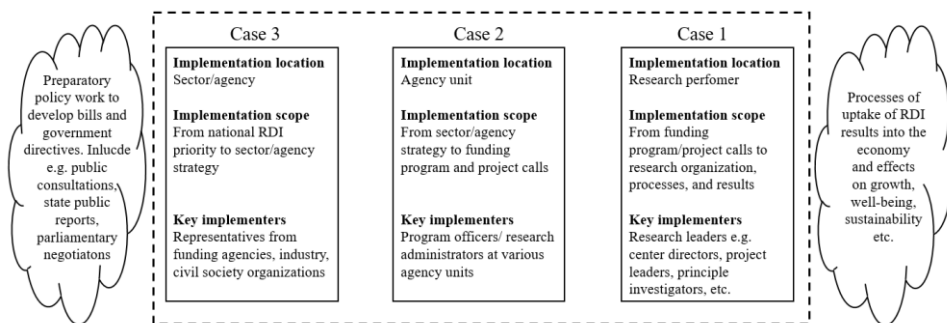 Preparatory
policy work to
develop bills and
government
directives. Inlucde
e.g. public
consultations,
state public
reports,
parliamentary
negotiatons
Case 3
Implementation location
Sector/agency
Implementation scope
From national RDI
priority to sector/agency
strategy
Key implementers
Representatives from
funding agencies, industry,
civil society organizations
Case 2
Implementation location
Agency unit
Implementation scope
From sector/agency
strategy to funding
program and project calls
Key implementers
Program officers/ research
administrators at various
agency units
Case 1
Implementation location
Research perfomer
Implementation scope
From funding
program/project calls to
research organization,
processes, and results
Key implementers
Research leaders e.g.
center directors, project
leaders, principle
investigators, etc.
Processes of
uptake of RDI
results into the
economy
and effects
on growth,
well-being,
sustainability
etc.